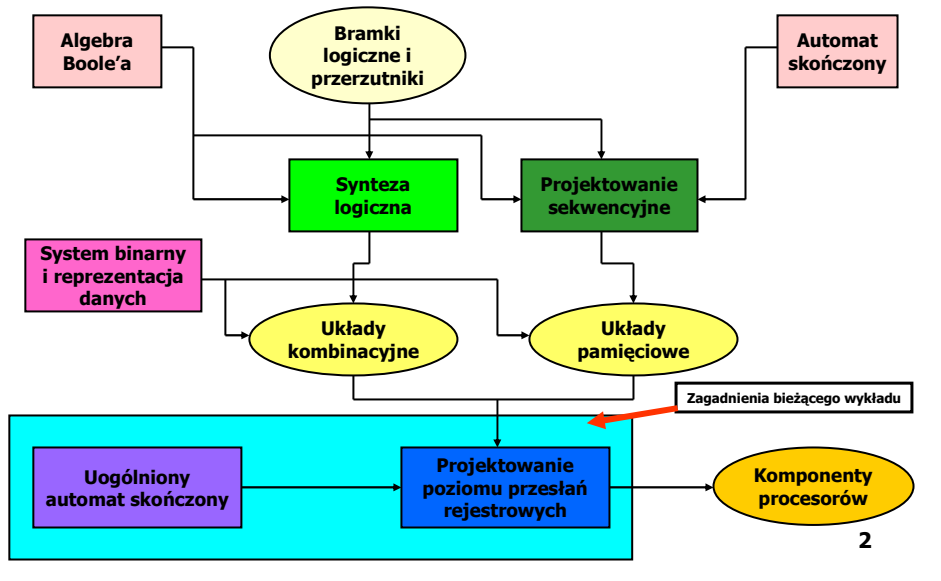 Algebra
Boole'a
Bramki
logiczne i
przerzutniki
Automat
skończony
Synteza
logiczna
Projektowanie
sekwencyjne
System binarny
i reprezentacja
danych
Układy
kombinacyjne
Układy
pamięciowe
Zagadnienia bieżącego wykładu
Uogólniony
automat skończony
Projektowanie
poziomu przesłań
rejestrowych
Komponenty
procesorów
2